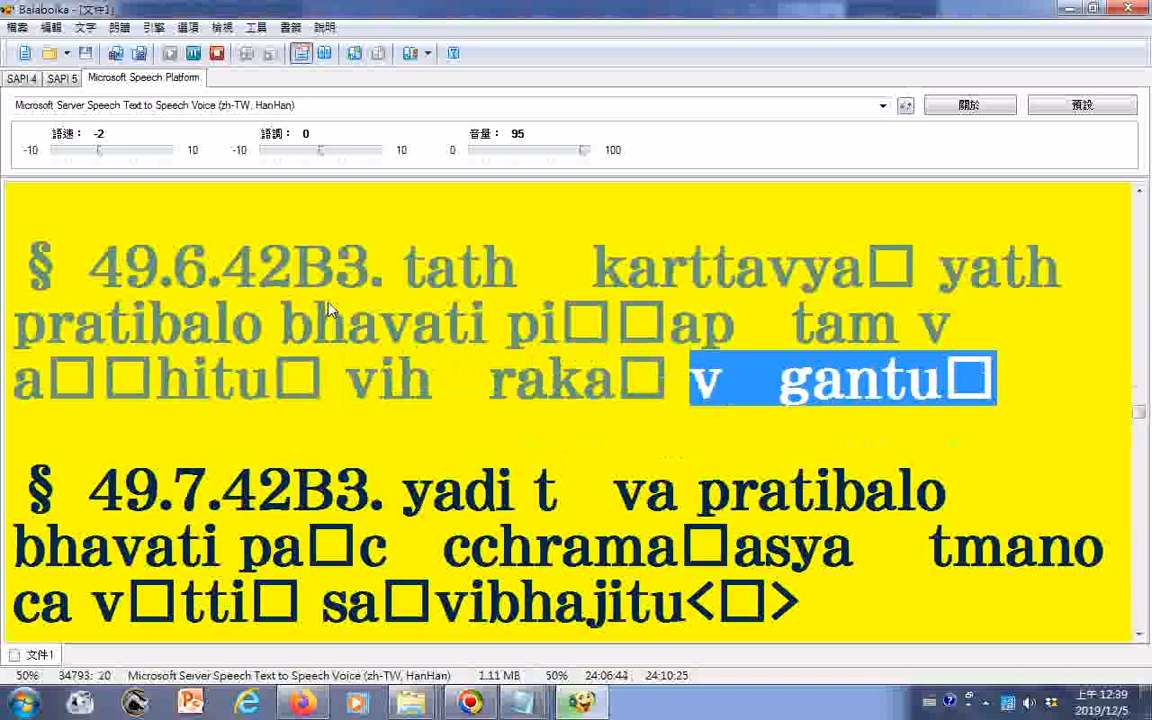 Balabolka - [文件1]
檔案 編輯 文字 朗讀 引擎 選項 檢視 工具 書籤 說明
SAPI 4 SAPI 5 Microsoft Speech Platform
Microsoft Server Speech Text to Speech Voice (zh-TW, HanHan) 關於 預設
語速： -2 語調： 0 音量： 95
-10 10 -10 10 0 100
§ 49.6.42B3. tath karttavya□ yath
pratibalo bhavati pi□□ap tam v
a□□hitu□ vih raka□ v gantu□
§ 49.7.42B3. yadi t va pratibalo
bhavati pa□c cchrama□asya tmano
ca v□tti□ sa□vibhajitu<□>
文件1
50% 34793: 20 Microsoft Server Speech Text to Speech Voice (zh-TW, HanHan) 1.11 MB 50% 24:06:44 24:10:25
上午 12:39
2019/12/5